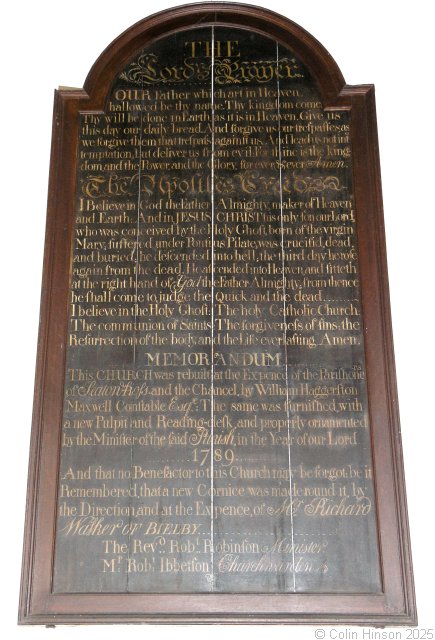 THE
Lord's Prayer.
OUR Father which art in Heaven,
hallowed be thy name. Thy kingdom come
Thy will be done in Earth, as it is in Heaven. Give us
this day our daily bread. And forgive us our trespasses, as
we forgive them that trespass against us. And lead us not into
temptation, But deliver us from evil. For thine is the king-
dom and the Power, and the Glory, for ever & ever Amen.
The Apostles Creed
I Believe in God the Father Almighty, maker of Heaven
and Earth. And in JESUS CHRIST his only son our Lord,
who was conceived by the Holy Ghost, born of the virgin
Mary, suffered under Pontius Pilate, was crucified, dead,
and buried, he descended into hell, the third day he rose
again from the dead. He ascended into Heaven, and sitteth
at the right hand of God the Father Almighty, from thence
he shall come to judge the Quick and the dead
I believe in the Holy Ghost. The holy Catholic Church.
The communion of Saints. The forgiveness of sins; the
Resurrection of the body, and the Life everlasting. Amen.
MEMORANDUM
This CHURCH was rebuilt at the Expence of the Parishoners
of Seaton Ross, and the Chancel, by William Haggerston
Maxwell Constable Esqr. The same was furnished with
a new Pulpit and Reading-desk, and properly ornamented
by the Minister of the said Parish, in the Year of our Lord
1789
And that no Benefactor to this Church may be forgot, be it
Remembered, that a new Cornice was made round it, by
the Direction and at the Expence, of Mr. Richard
Walker OF BIELBY
The Revd. Robt. Robinson Minister
Mr. Robt. Ibbetson Churchwarden
© Colin Hinson 2025